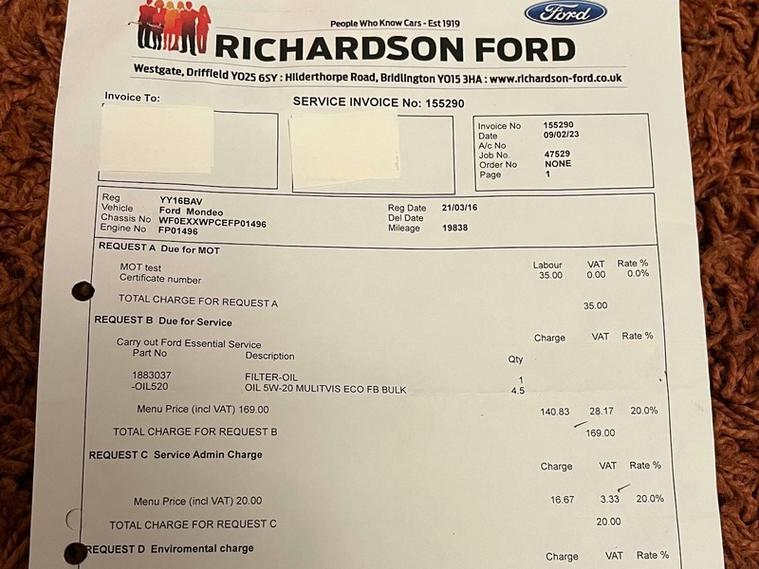 People Who Know Cars - Est 1919
Ford
RICHARDSON FORD
Westgate, Driffield YO25 6SY : Hilderthorpe Road, Bridlington YO15 3HA : www.richardson-ford.co.uk
Invoice To:
SERVICE INVOICE No: 155290
Invoice No 155290
Date 09/02/23
A/c No
Job No. 47529
Order No NONE
Page 1
Reg YY16BAV
Vehicle Ford Mondeo
Chassis No WF0EXXWPCEFP01496
Engine No FP01496
Reg Date 21/03/16
Del Date
Mileage 19838
REQUEST A Due for MOT
Labour VAT Rate %
MOT test 35.00 0.00 0.0%
Certificate number
TOTAL CHARGE FOR REQUEST A 35.00
REQUEST B Due for Service
Charge VAT Rate %
Carry out Ford Essential Service
Part No Description Qty
1883037 FILTER-OIL 1
-OIL520 OIL 5W-20 MULITVIS ECO FB BULK 4.5
Menu Price (incl VAT) 169.00 140.83 28.17 20.0%
TOTAL CHARGE FOR REQUEST B 169.00
REQUEST C Service Admin Charge
Charge VAT Rate %
Menu Price (incl VAT) 20.00 16.67 3.33 20.0%
TOTAL CHARGE FOR REQUEST C 20.00
REQUEST D Enviromental charge
Charge VAT Rate %